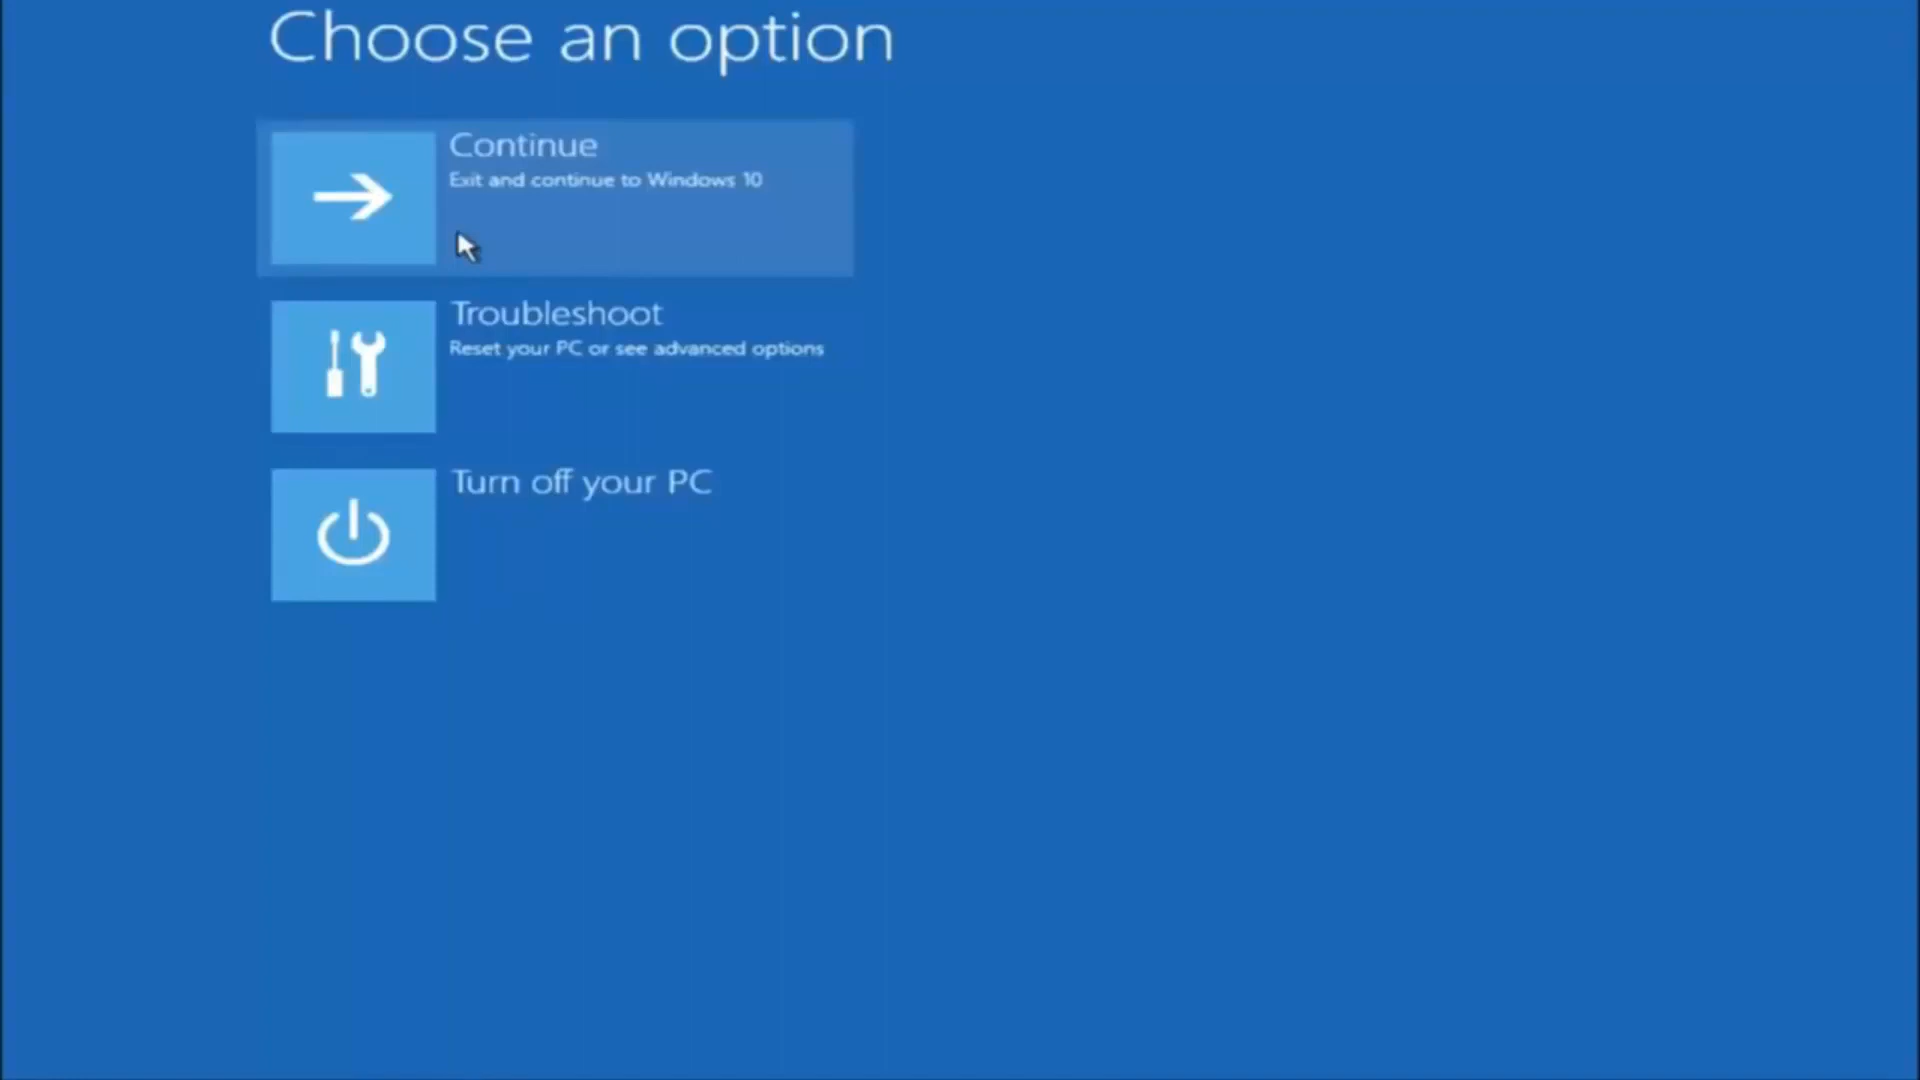 Choose an option
Continue
Exit and continue to Windows 10
Troubleshoot
Reset your PC or see advanced options
Turn off your PC